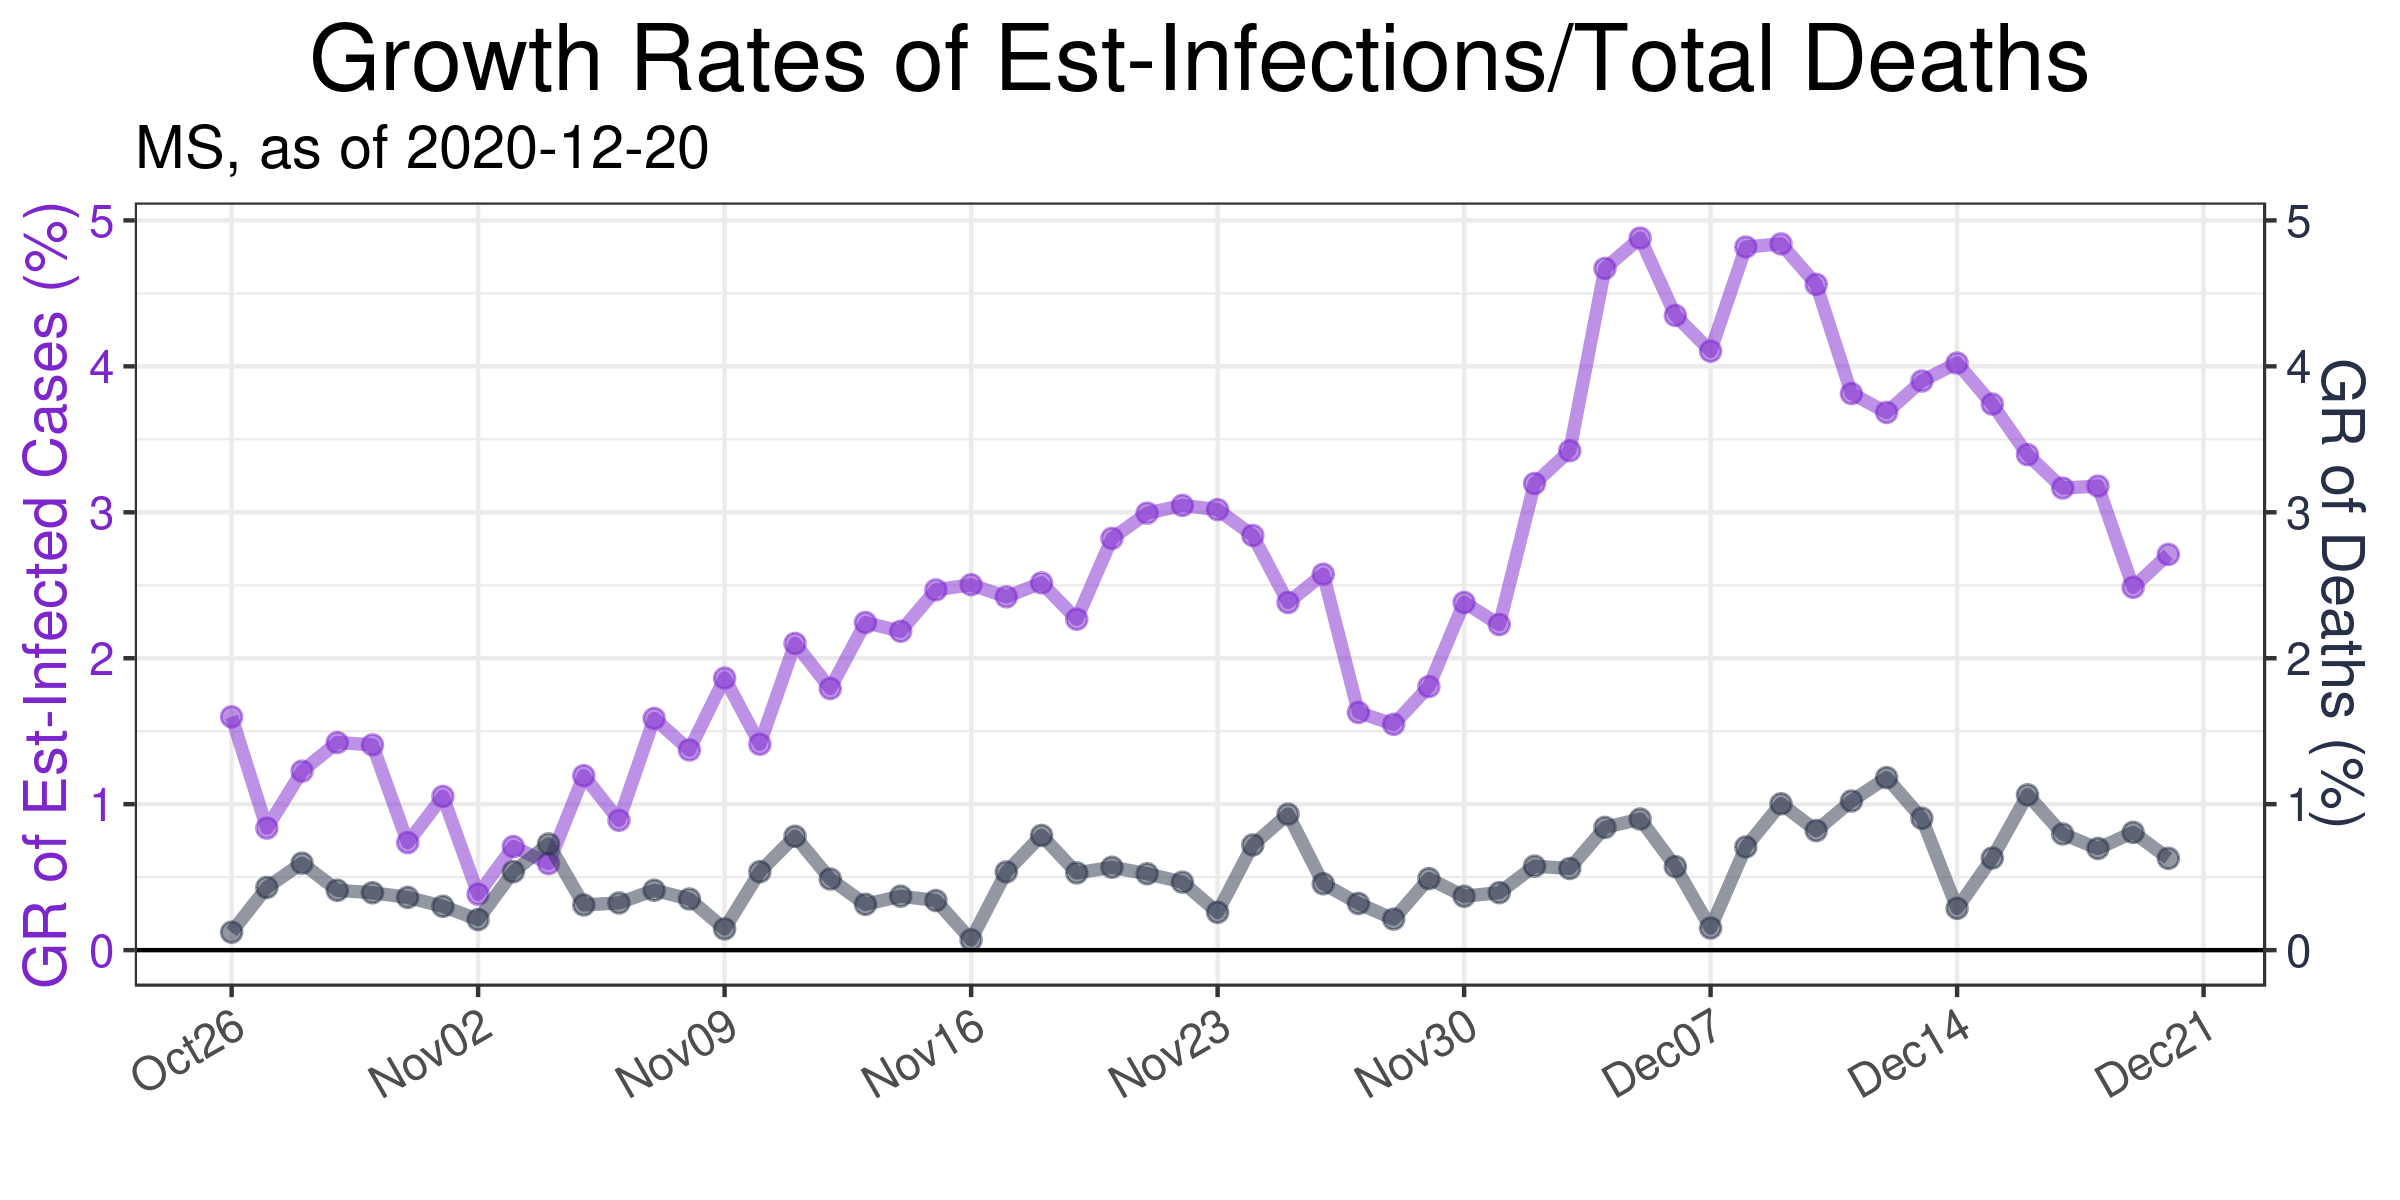 Growth Rates of Est-Infections/Total Deaths
MS, as of 2020-12-20
GR of Est-Infected Cases (%)
5
4
3
2
1
0
5
4
3
2
1
0
GR of Deaths (%)
Oct26
Nov02
Nov09
Nov16
Nov23
Nov30
Dec07
Dec14
Dec21